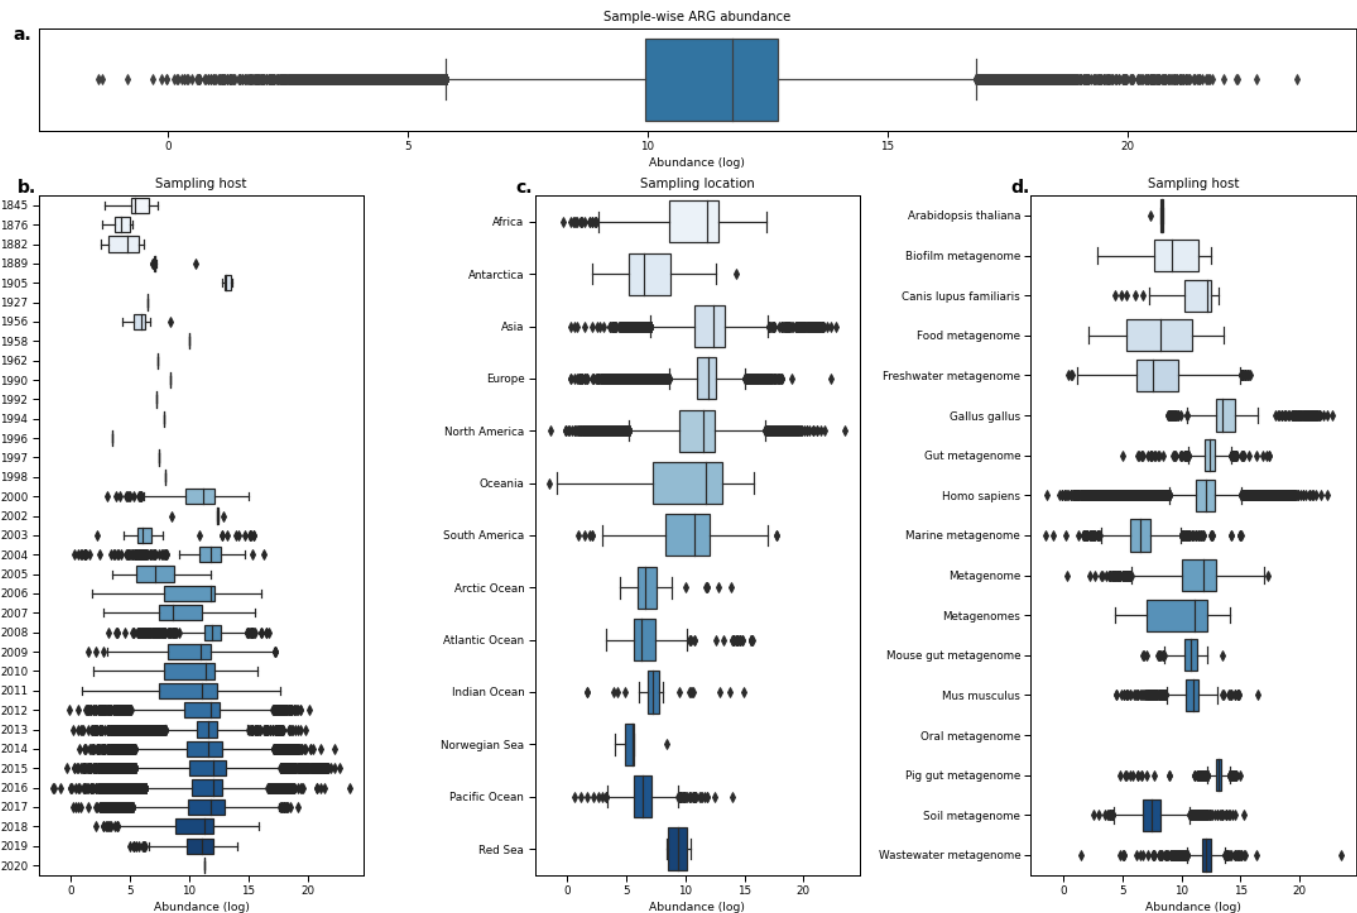 Sample-wise ARG abundance
a.
0 5 10 15 20
Abundance (log)
b.
Sampling host
1845
1876
1882
1889
1905
1927
1956
1958
1962
1990
1992
1994
1996
1997
1998
2000
2002
2003
2004
2005
2006
2007
2008
2009
2010
2011
2012
2013
2014
2015
2016
2017
2018
2019
2020
0 5 10 15 20
Abundance (log)
c.
Sampling location
Africa
Antarctica
Asia
Europe
North America
Oceania
South America
Arctic Ocean
Atlantic Ocean
Indian Ocean
Norwegian Sea
Pacific Ocean
Red Sea
0 5 10 15 20
Abundance (log)
d.
Sampling host
Arabidopsis thaliana
Biofilm metagenome
Canis lupus familiaris
Food metagenome
Freshwater metagenome
Gallus gallus
Gut metagenome
Homo sapiens
Marine metagenome
Metagenome
Metagenomes
Mouse gut metagenome
Mus musculus
Oral metagenome
Pig gut metagenome
Soil metagenome
Wastewater metagenome
0 5 10 15 20
Abundance (log)